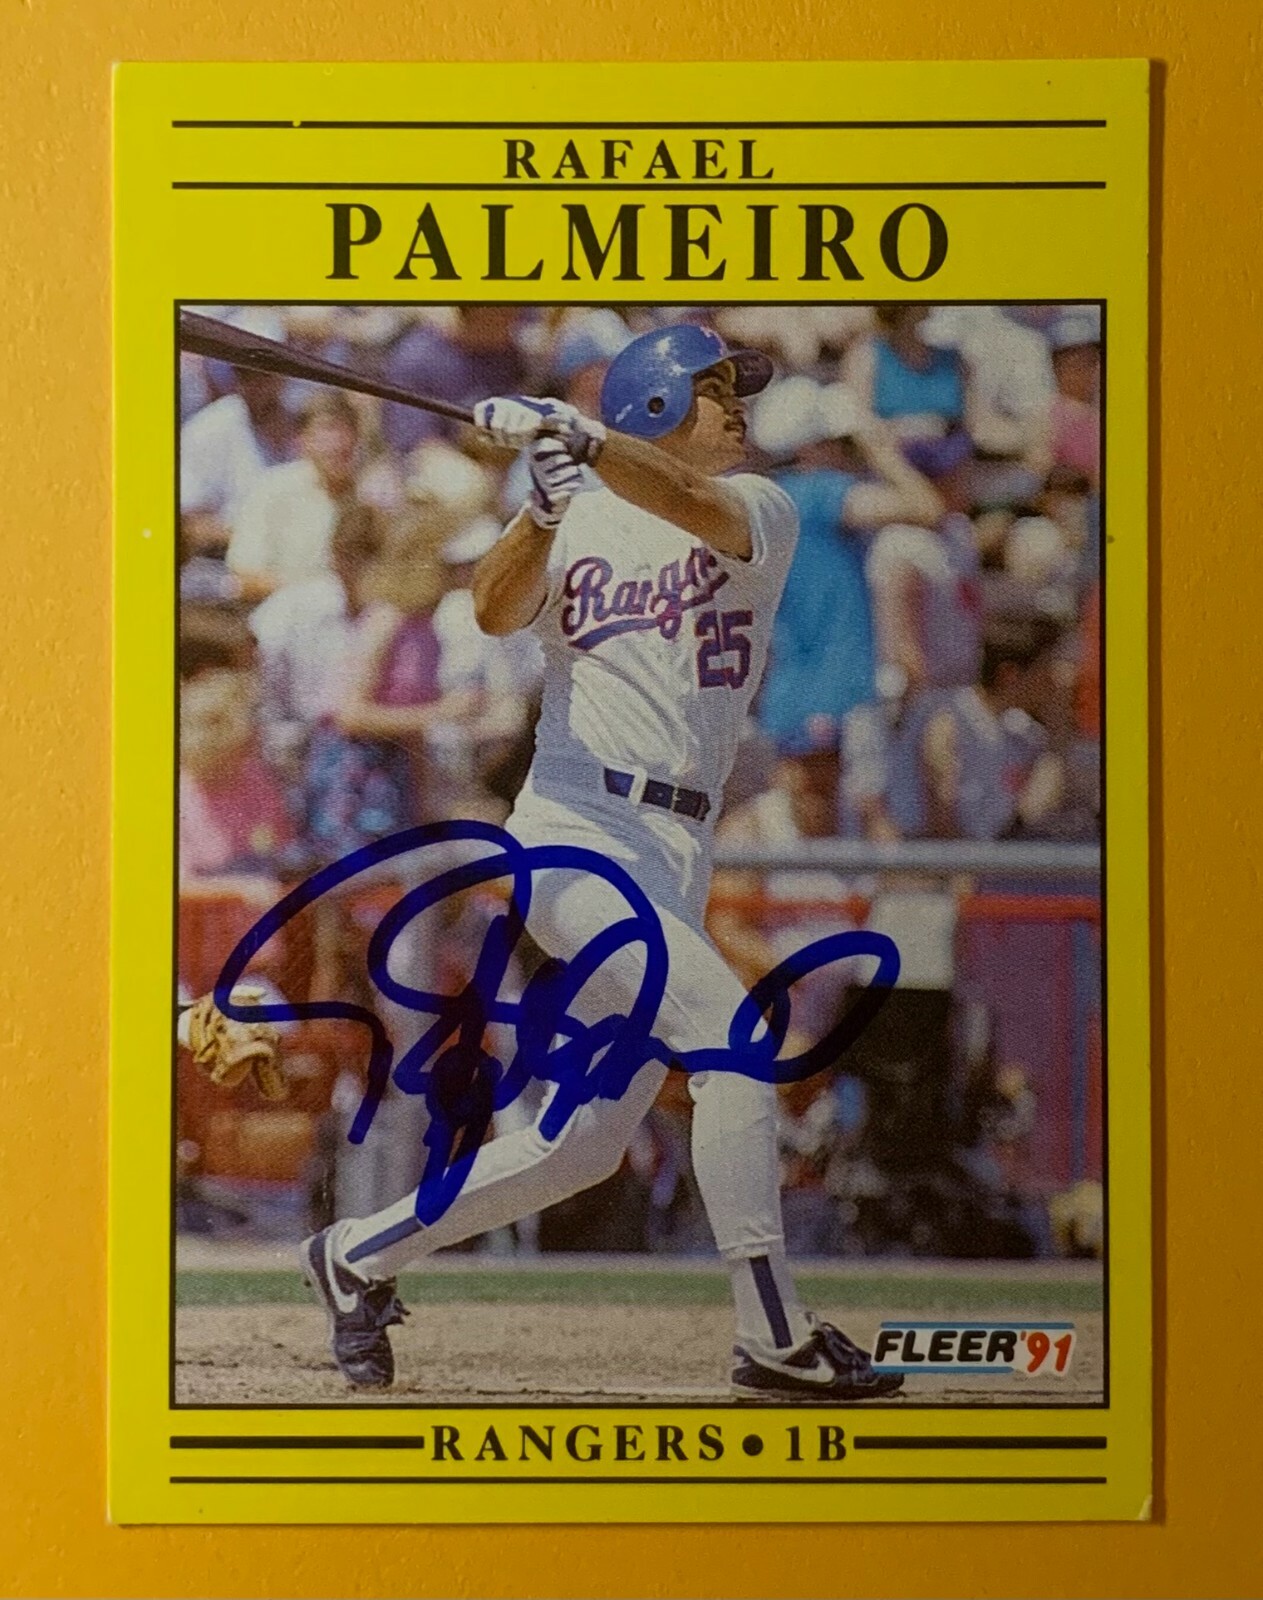 RAFAEL
PALMEIRO
Rangers
25
FLEER '91
RANGERS • 1B